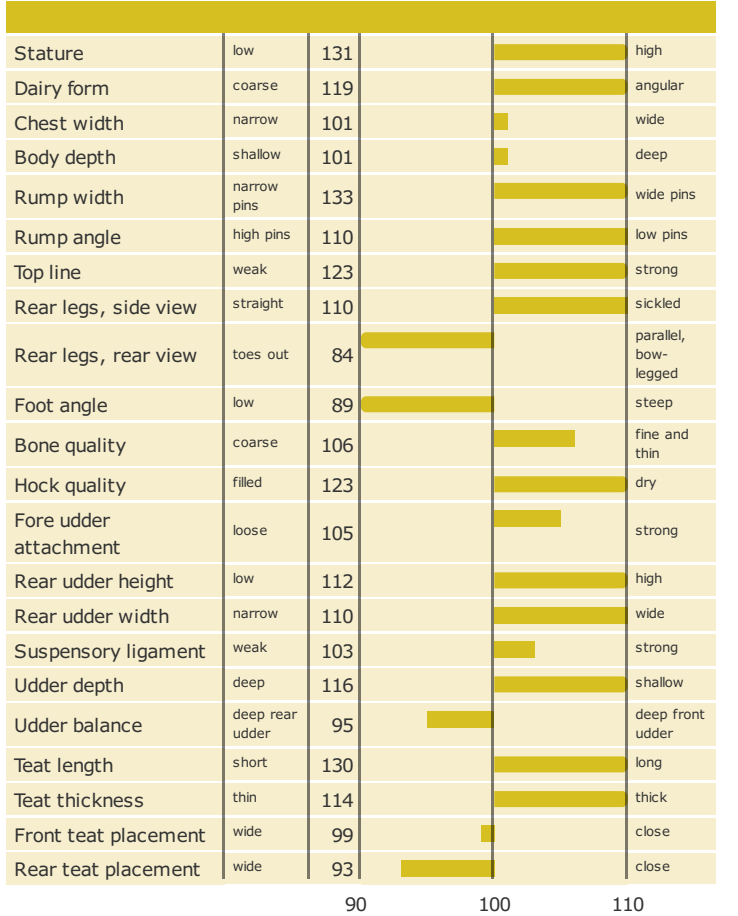 Stature low 131 high
Dairy form coarse 119 angular
Chest width narrow 101 wide
Body depth shallow 101 deep
Rump width narrow pins 133 wide pins
Rump angle high pins 110 low pins
Top line weak 123 strong
Rear legs, side view straight 110 sickled
Rear legs, rear view toes out 84 parallel, bow-legged
Foot angle low 89 steep
Bone quality coarse 106 fine and thin
Hock quality filled 123 dry
Fore udder attachment loose 105 strong
Rear udder height low 112 high
Rear udder width narrow 110 wide
Suspensory ligament weak 103 strong
Udder depth deep 116 shallow
Udder balance deep rear udder 95 deep front udder
Teat length short 130 long
Teat thickness thin 114 thick
Front teat placement wide 99 close
Rear teat placement wide 93 close
90 100 110